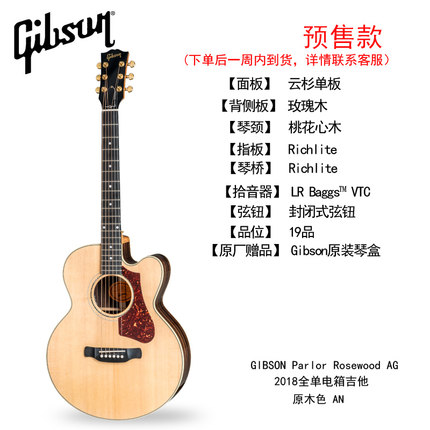 Gibson
预售款
（下单后一周内到货，详情联系客服）
【面板】 云杉单板
【背侧板】 玫瑰木
【琴颈】 桃花心木
【指板】 Richlite
【琴桥】 Richlite
【拾音器】 LR Baggs™ VTC
【弦钮】 封闭式弦钮
【品位】 19品
【原厂赠品】 Gibson原装琴盒
GIBSON Parlor Rosewood AG
2018全单电箱吉他
原木色 AN